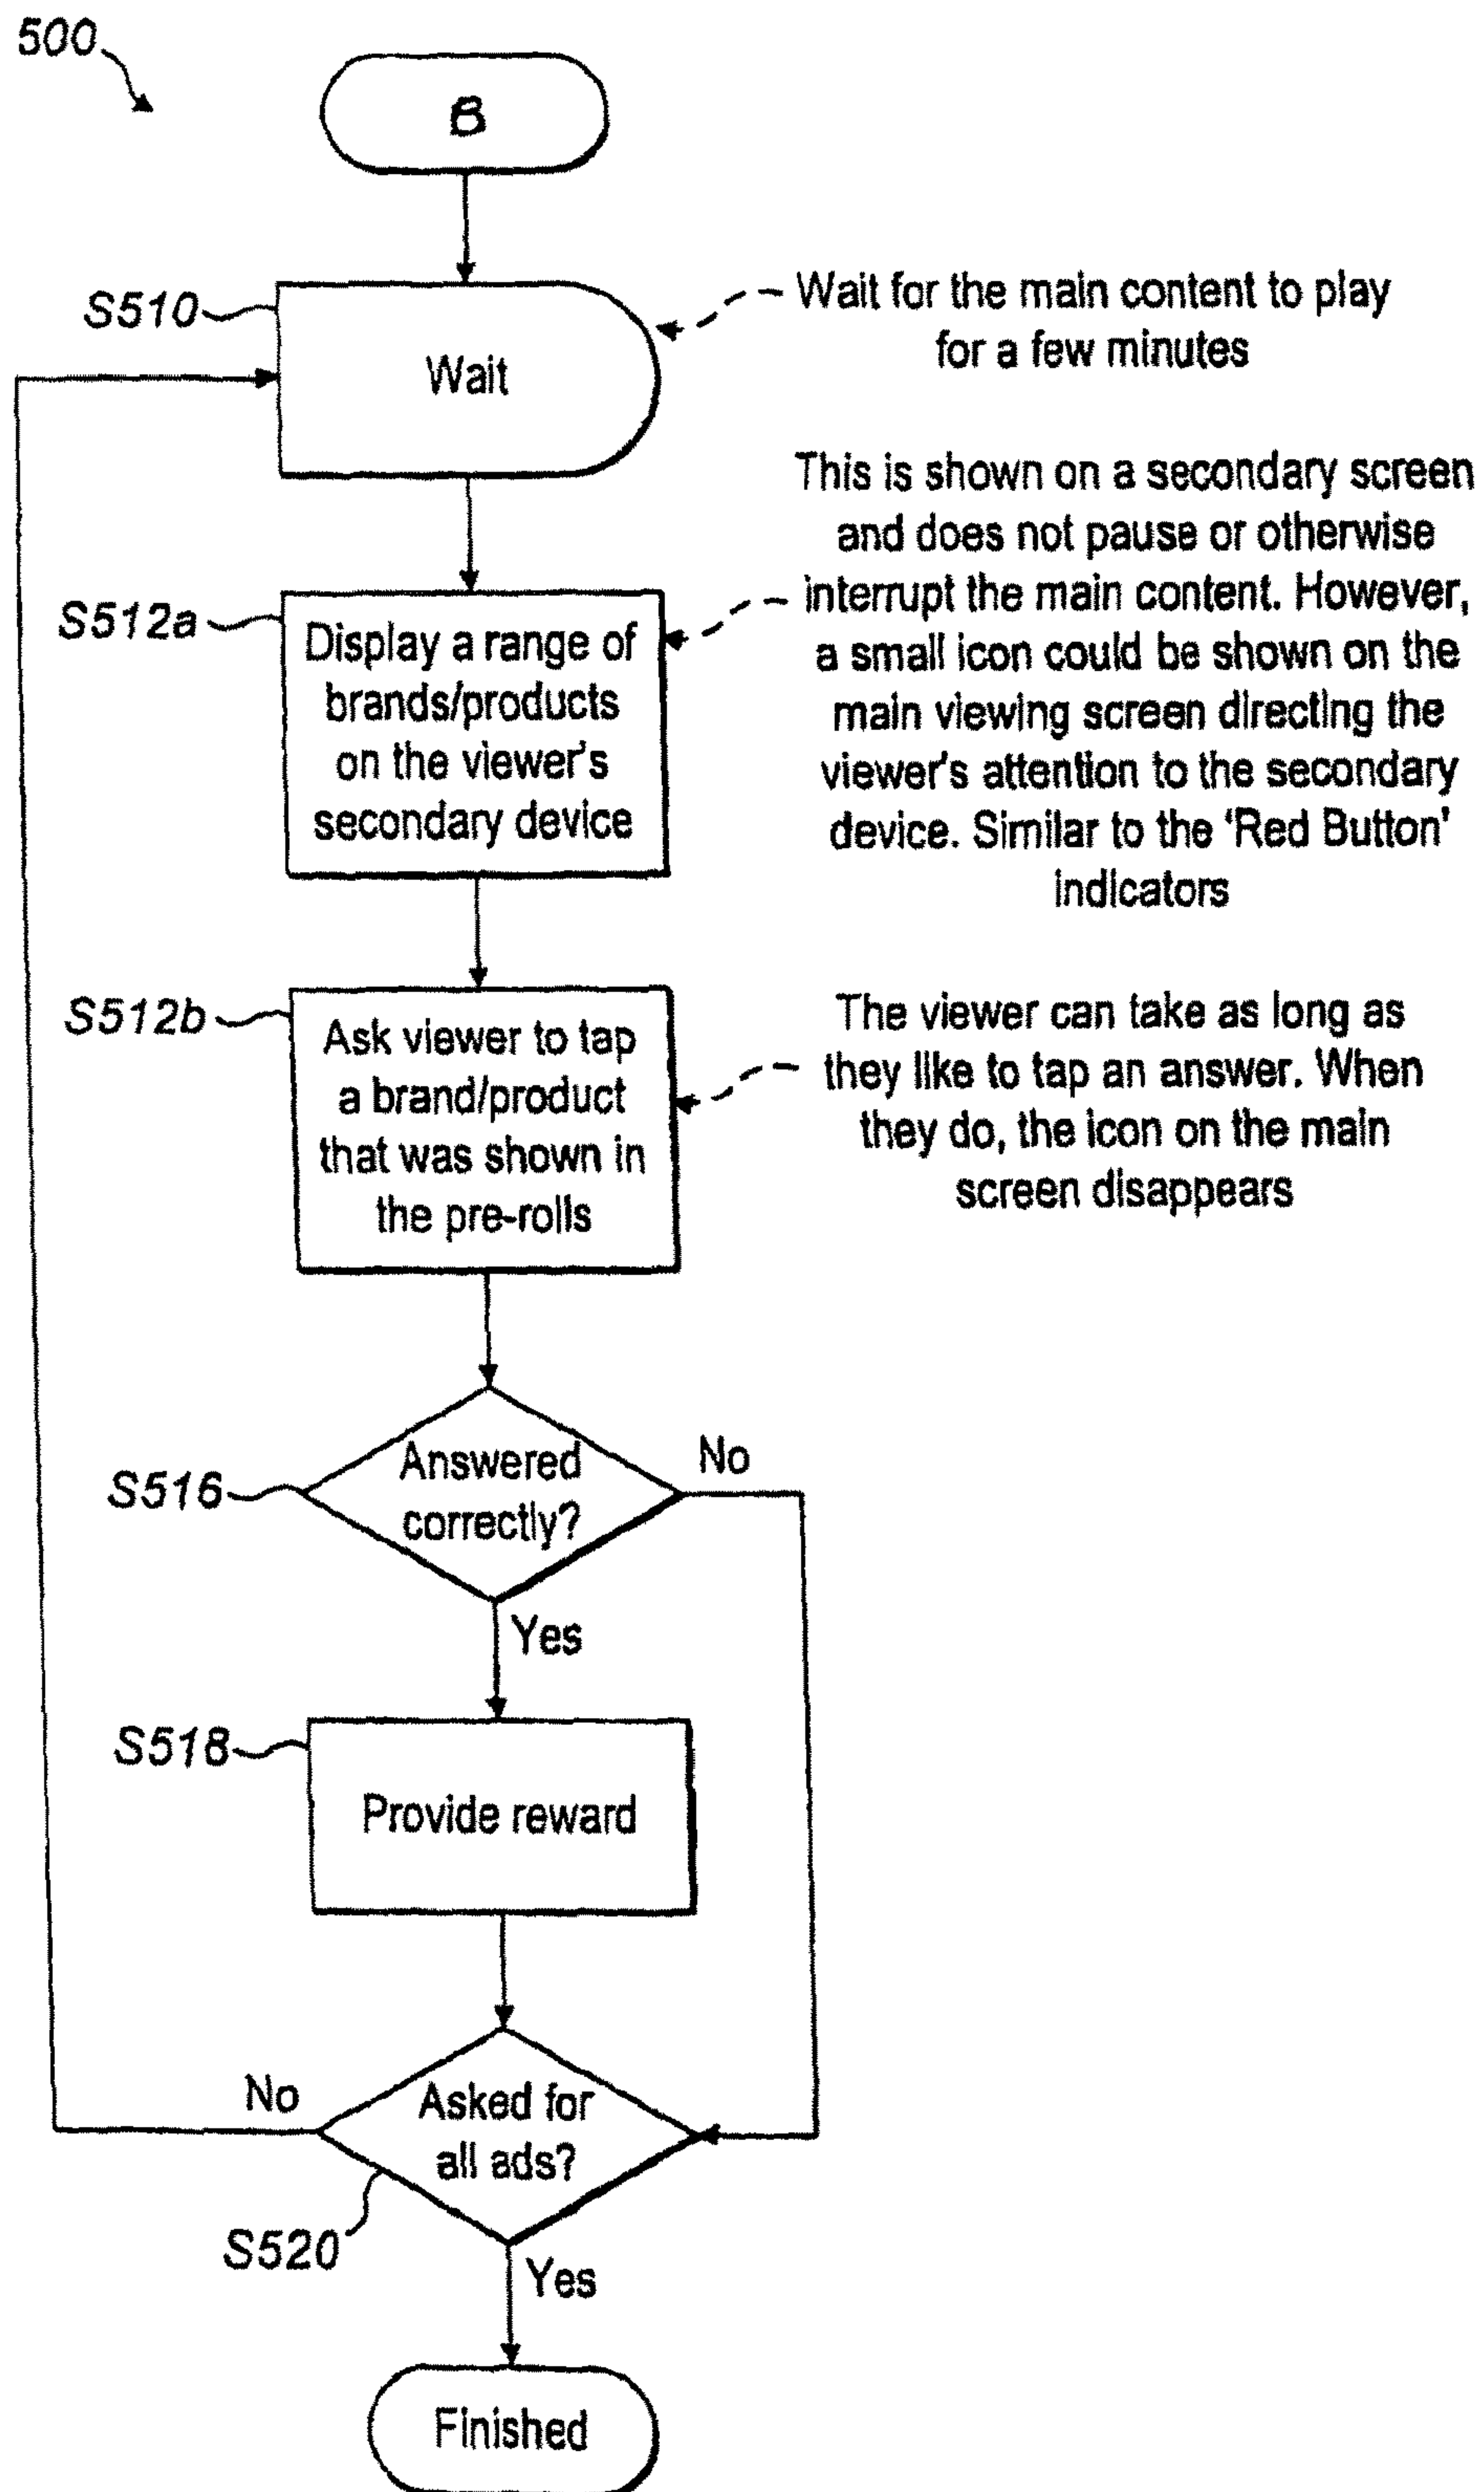 500
B
S510
Wait
Wait for the main content to play
for a few minutes
S512a
Display a range of
brands/products
on the viewer's
secondary device
This is shown on a secondary screen
and does not pause or otherwise
interrupt the main content. However,
a small icon could be shown on the
main viewing screen directing the
viewer's attention to the secondary
device. Similar to the ‘Red Button’
indicators
S512b
Ask viewer to tap
a brand/product
that was shown in
the pre-rolls
The viewer can take as long as
they like to tap an answer. When
they do, the icon on the main
screen disappears
S516
Answered
correctly?
No
Yes
S518
Provide reward
No
Asked for
all ads?
S520
Yes
Finished